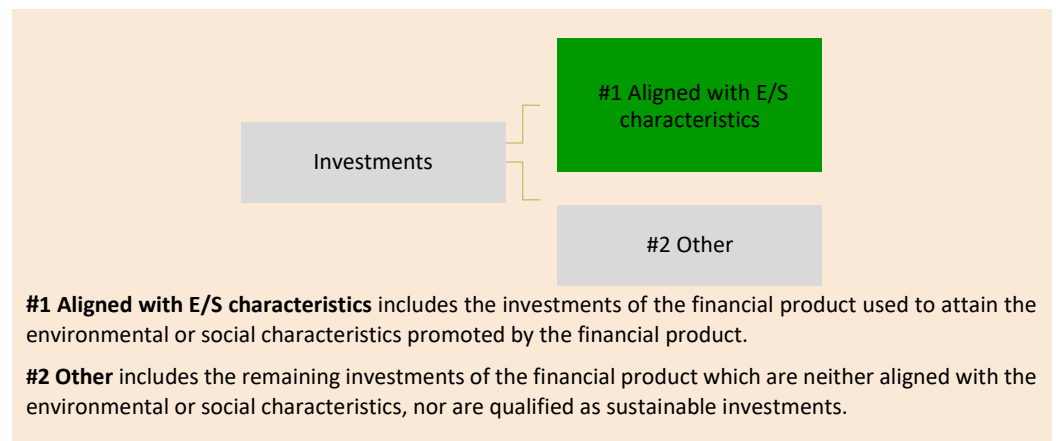 #1 Aligned with E/S
characteristics
Investments
#2 Other
#1 Aligned with E/S characteristics includes the investments of the financial product used to attain the
environmental or social characteristics promoted by the financial product.
#2 Other includes the remaining investments of the financial product which are neither aligned with the
environmental or social characteristics, nor are qualified as sustainable investments.